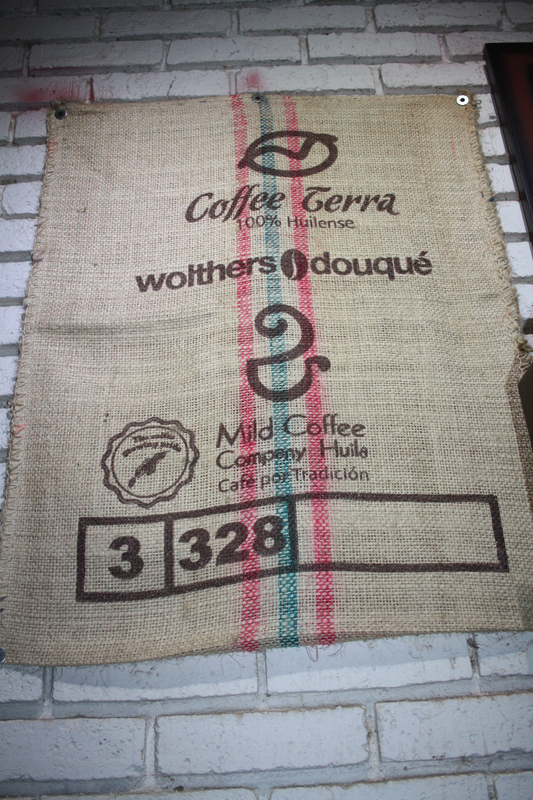 Coffee Terra
100% Huilense
wolthers douqué
Mild Coffee
Company Huila
Café por Tradición
3 328